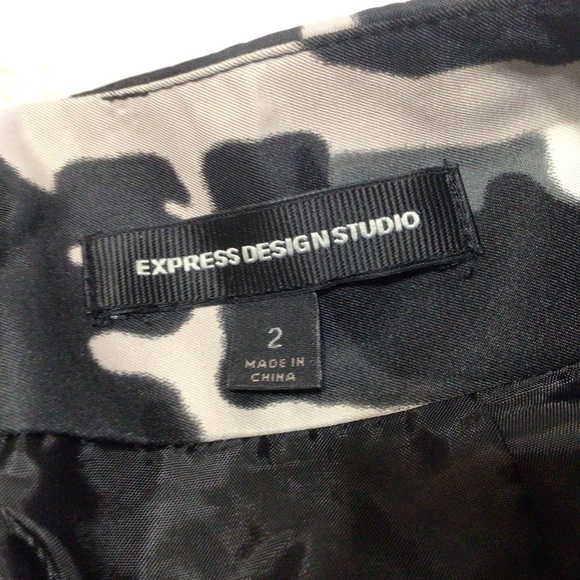 EXPRESS DESIGN STUDIO
2
MADE IN
CHINA